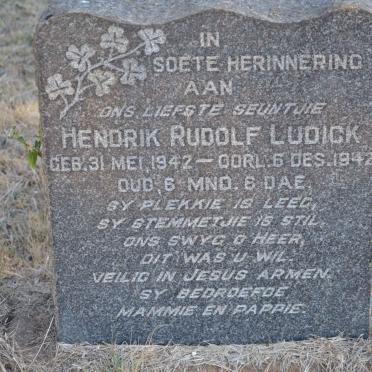 IN
SOETE HERINNERING
AAN
ONS LIEFSTE SEUNTJIE
HENDRIK RUDOLF LUDICK
GEB. 31 MEI, 1942 — OORL. 6 DES. 1942
OUD, 6 MND. 6 DAE,
SY PLEKKIE IS LEEG,
SY STEMMETJIE IS STIL.
ONS SWYG O HEER,
DIT WAS U WIL.
VEILIG IN JESUS ARMEN.
SY BEDROEFDE
MAMMIE EN PAPPIE.